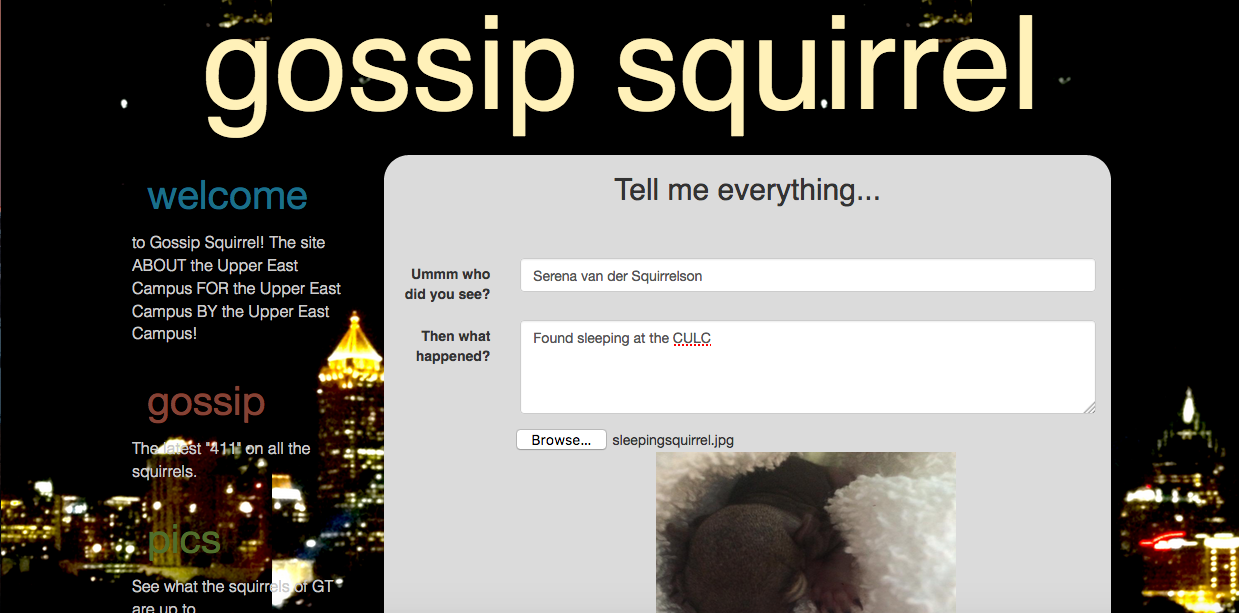 gossip squirrel
welcome
to Gossip Squirrel! The site
ABOUT the Upper East
Campus FOR the Upper East
Campus BY the Upper East
Campus!
gossip
The latest "411" on all the
squirrels.
pics
See what the squirrels of GT
are up to
Tell me everything...
Ummm who
did you see?
Serena van der Squirrelson
Then what
happened?
Found sleeping at the CULC
Browse... sleepingsquirrel.jpg